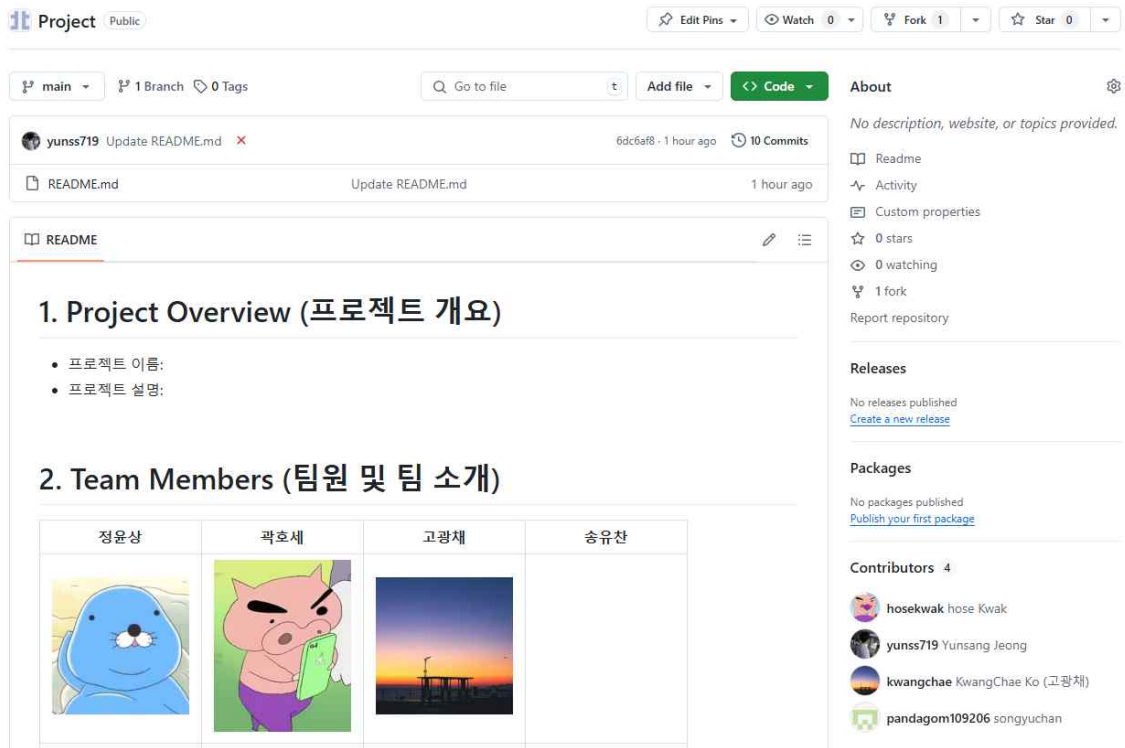 Project Public
Edit Pins Watch 0 Fork 1 Star 0
main 1 Branch 0 Tags Go to file t Add file Code
yunss719 Update README.md 6dc6af8 · 1 hour ago 10 Commits
README.md Update README.md 1 hour ago
README
1. Project Overview (프로젝트 개요)
프로젝트 이름:
프로젝트 설명:
2. Team Members (팀원 및 팀 소개)
정윤상 곽호세 고광채 송유찬
About
No description, website, or topics provided.
Readme
Activity
Custom properties
0 stars
0 watching
1 fork
Report repository
Releases
No releases published
Create a new release
Packages
No packages published
Publish your first package
Contributors 4
hosekwak hose Kwak
yunss719 Yunsang Jeong
kwangchae KwangChae Ko (고광채)
pandagom109206 songyuchan